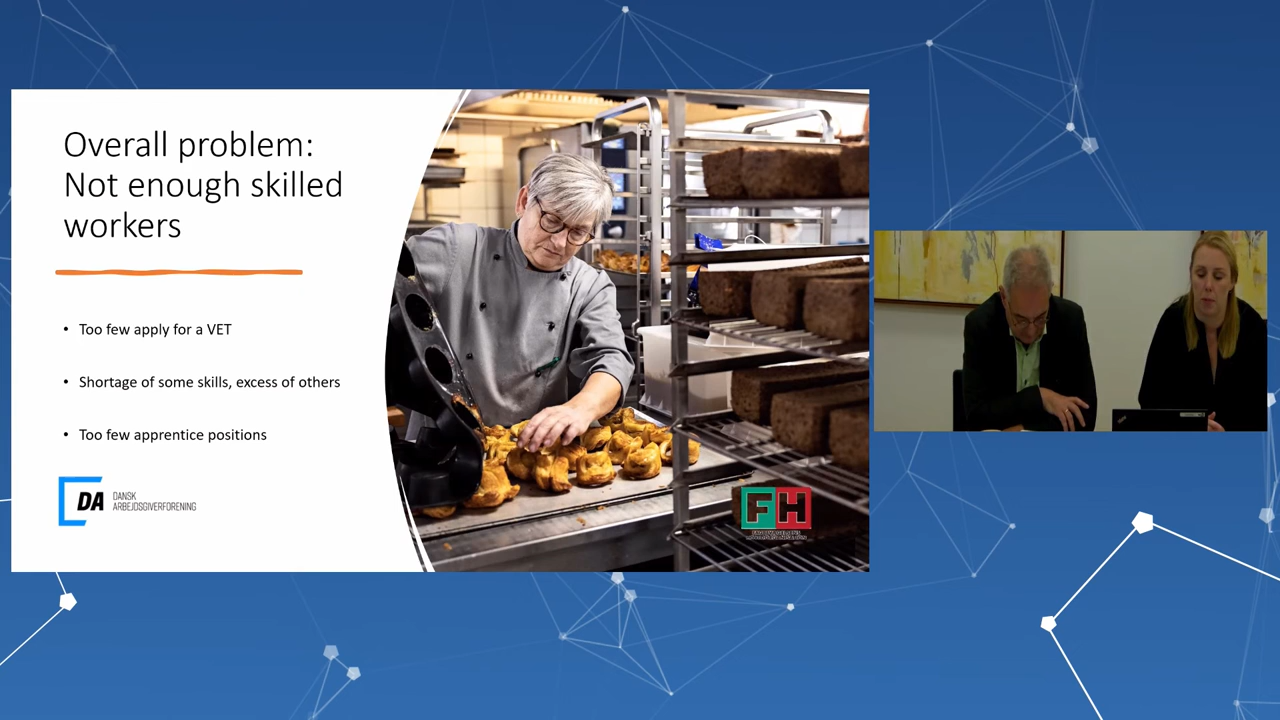 Overall problem:
Not enough skilled
workers
• Too few apply for a VET
• Shortage of some skills, excess of others
• Too few apprentice positions
DA
DANSK
ARBEJDSGIVERFORENING
FH